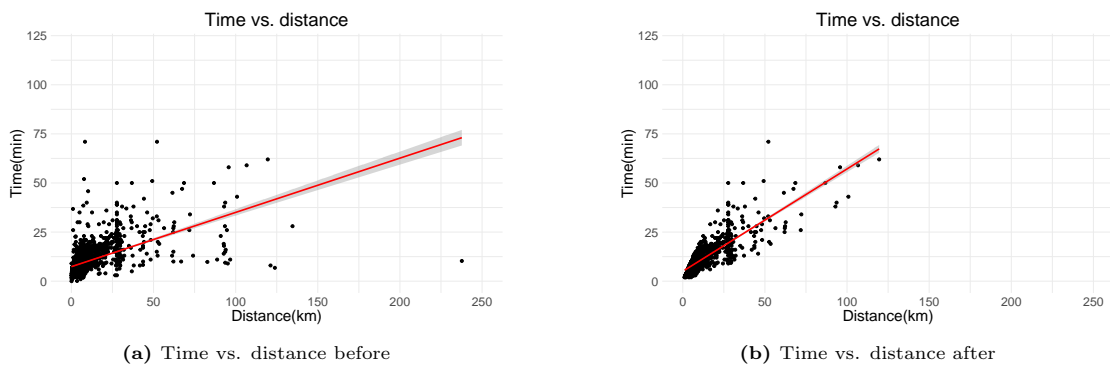 Time vs. distance
125
100
75
50
25
0
Time(min)
0 50 100 150 200 250
Distance(km)
(a) Time vs. distance before
Time vs. distance
125
100
75
50
25
0
Time(min)
0 50 100 150 200 250
Distance(km)
(b) Time vs. distance after